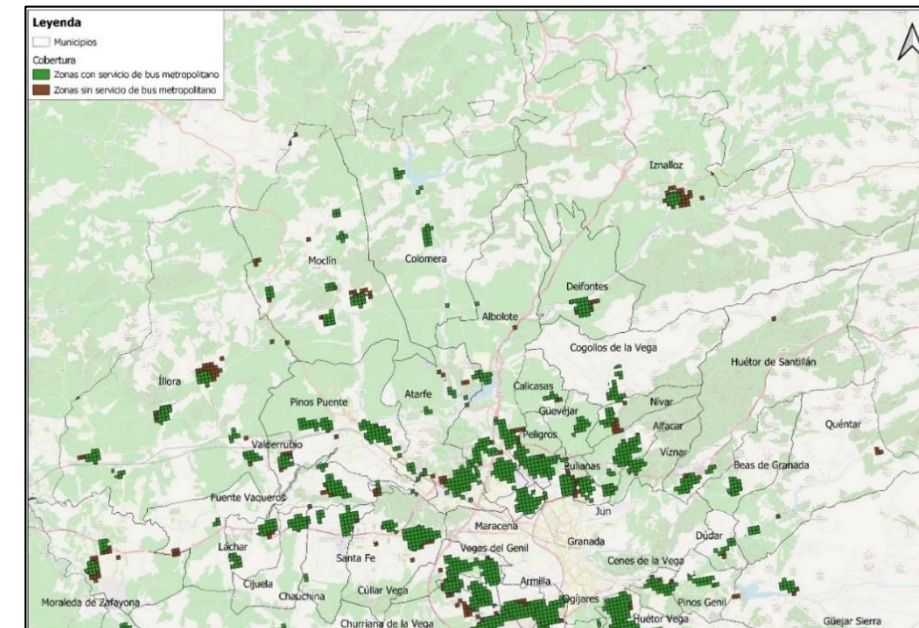 Leyenda
Municipios
Cobertura
Zonas con servicio de bus metropolitano
Zonas sin servicio de bus metropolitano
Iznalloz
Moclín
Colomera
Deifontes
Albolote
Cogollos de la Vega
Huétor de Santillán
Íllora
Atarfe
Calicasas
Pinos Puente
Güevéjar
Nívar
Quéntar
Alfacar
Peligros
Valderrubio
Víznar
Pulianas
Beas de Granada
Fuente Vaqueros
Jun
Maracena
Granada
Dúdar
Láchar
Santa Fe
Vegas del Genil
Cenes de la Vega
Cijuela
Armilla
Chauchina
Cúllar Vega
Ogíjares
Pinos Genil
Moraleda de Zafayona
Churriana de la Vega
Huétor Vega
Güejar Sierra